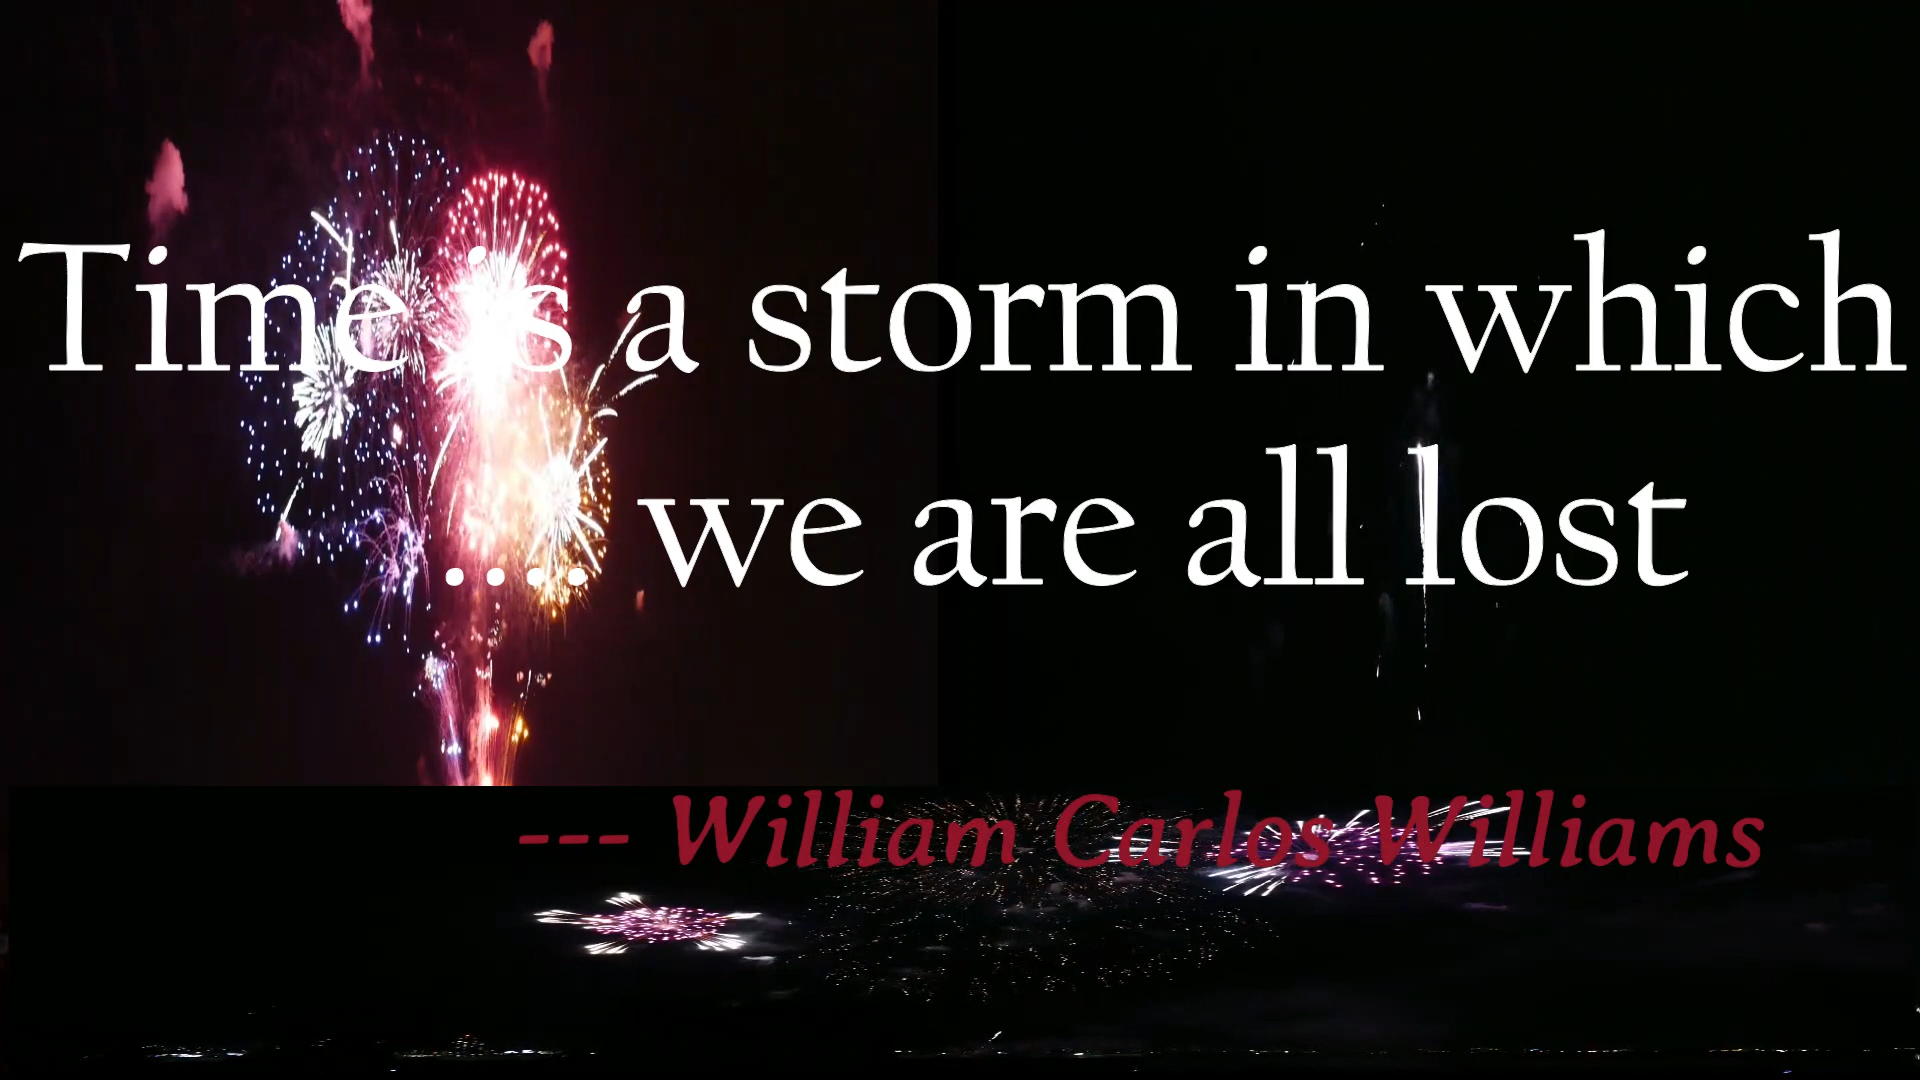 Time is a storm in which
.... we are all lost
--- William Carlos Williams